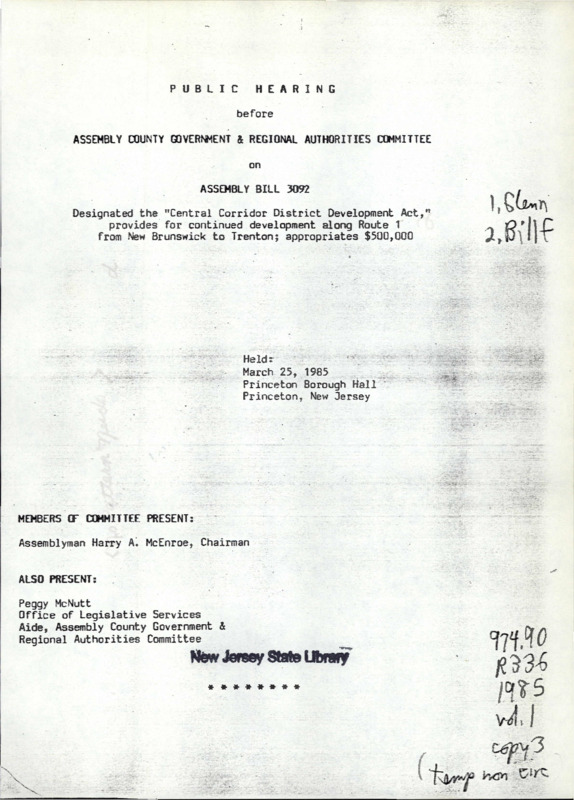 PUBLIC HEARING
before
ASSEMBLY COUNTY GOVERNMENT & REGIONAL AUTHORITIES COMMITTEE
on
ASSEMBLY BILL 3092
Designated the "Central Corridor District Development Act,"
provides for continued development along Route 1
from New Brunswick to Trenton; appropriates $500,000
1, Glenn
2, Bill F
Held:
March 25, 1985
Princeton Borough Hall
Princeton, New Jersey
MEMBERS OF COMMITTEE PRESENT:
Assemblyman Harry A. McEnroe, Chairman
ALSO PRESENT:
Peggy McNutt
Office of Legislative Services
Aide, Assembly County Government &
Regional Authorities Committee
New Jersey State Library
* * * * * * * *
974.90
R336
1985
vol. 1
copy 3
(temp non circ